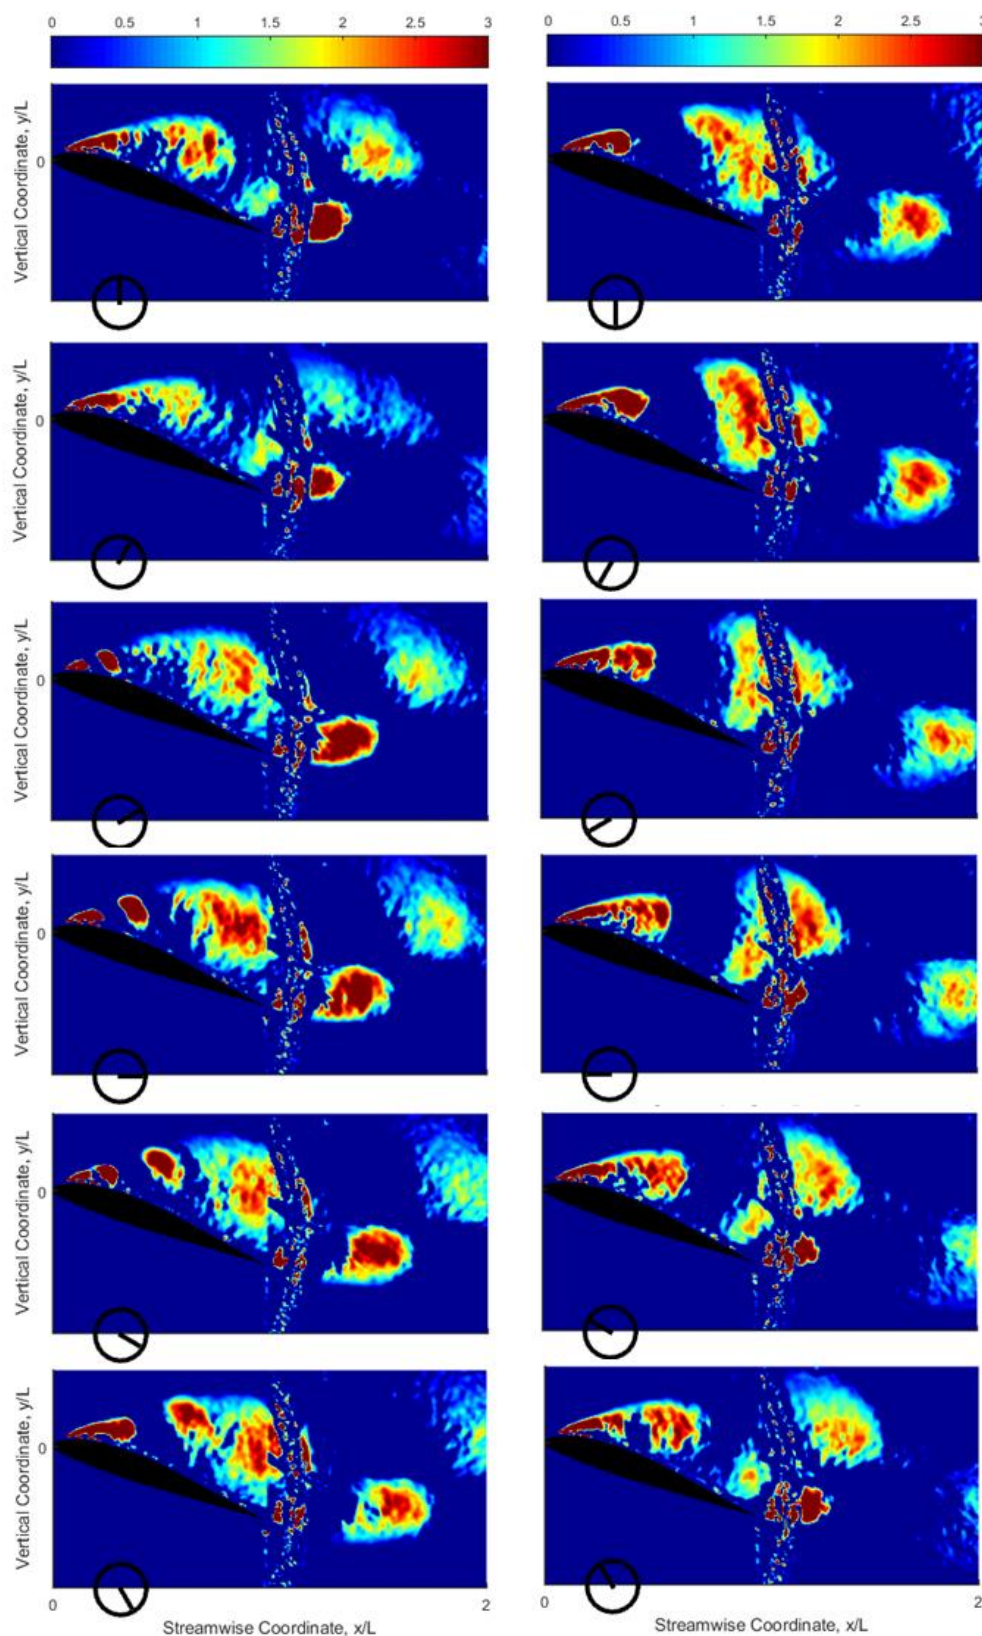 0 0.5 1 1.5 2 2.5 3
0 0.5 1 1.5 2 2.5 3
Vertical Coordinate, y/L
0
Vertical Coordinate, y/L
0
Vertical Coordinate, y/L
0
Vertical Coordinate, y/L
0
Vertical Coordinate, y/L
0
Vertical Coordinate, y/L
0
0 2
Streamwise Coordinate, x/L
0 2
Streamwise Coordinate, x/L